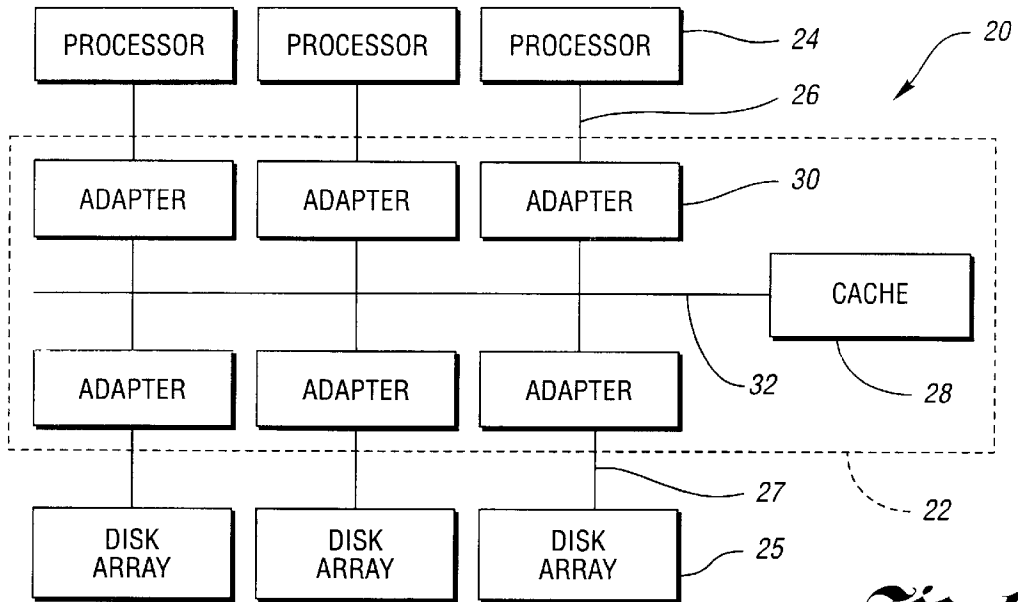 PROCESSOR PROCESSOR PROCESSOR 24 20
26
ADAPTER ADAPTER ADAPTER 30
CACHE
ADAPTER ADAPTER ADAPTER 32 28
27 22
DISK ARRAY DISK ARRAY DISK ARRAY 25